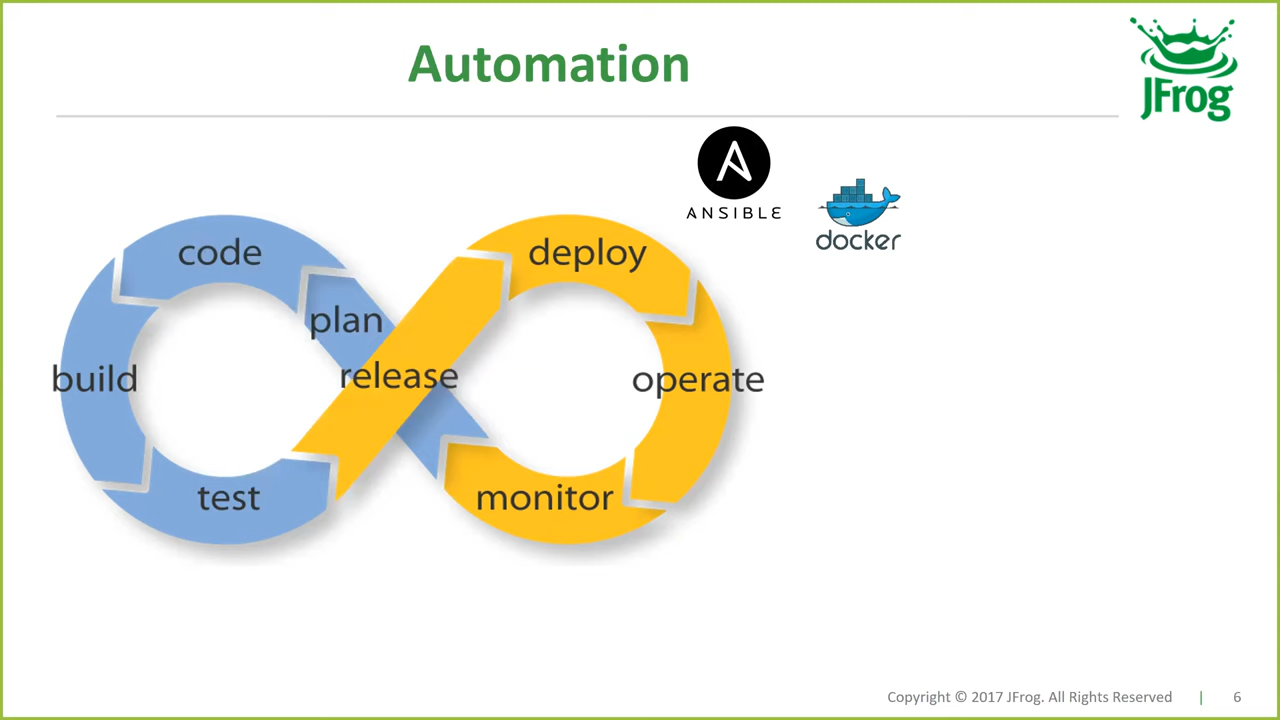 Automation
JFrog
ANSIBLE
docker
code
deploy
plan
release
build
operate
test
monitor
Copyright © 2017 JFrog. All Rights Reserved | 6